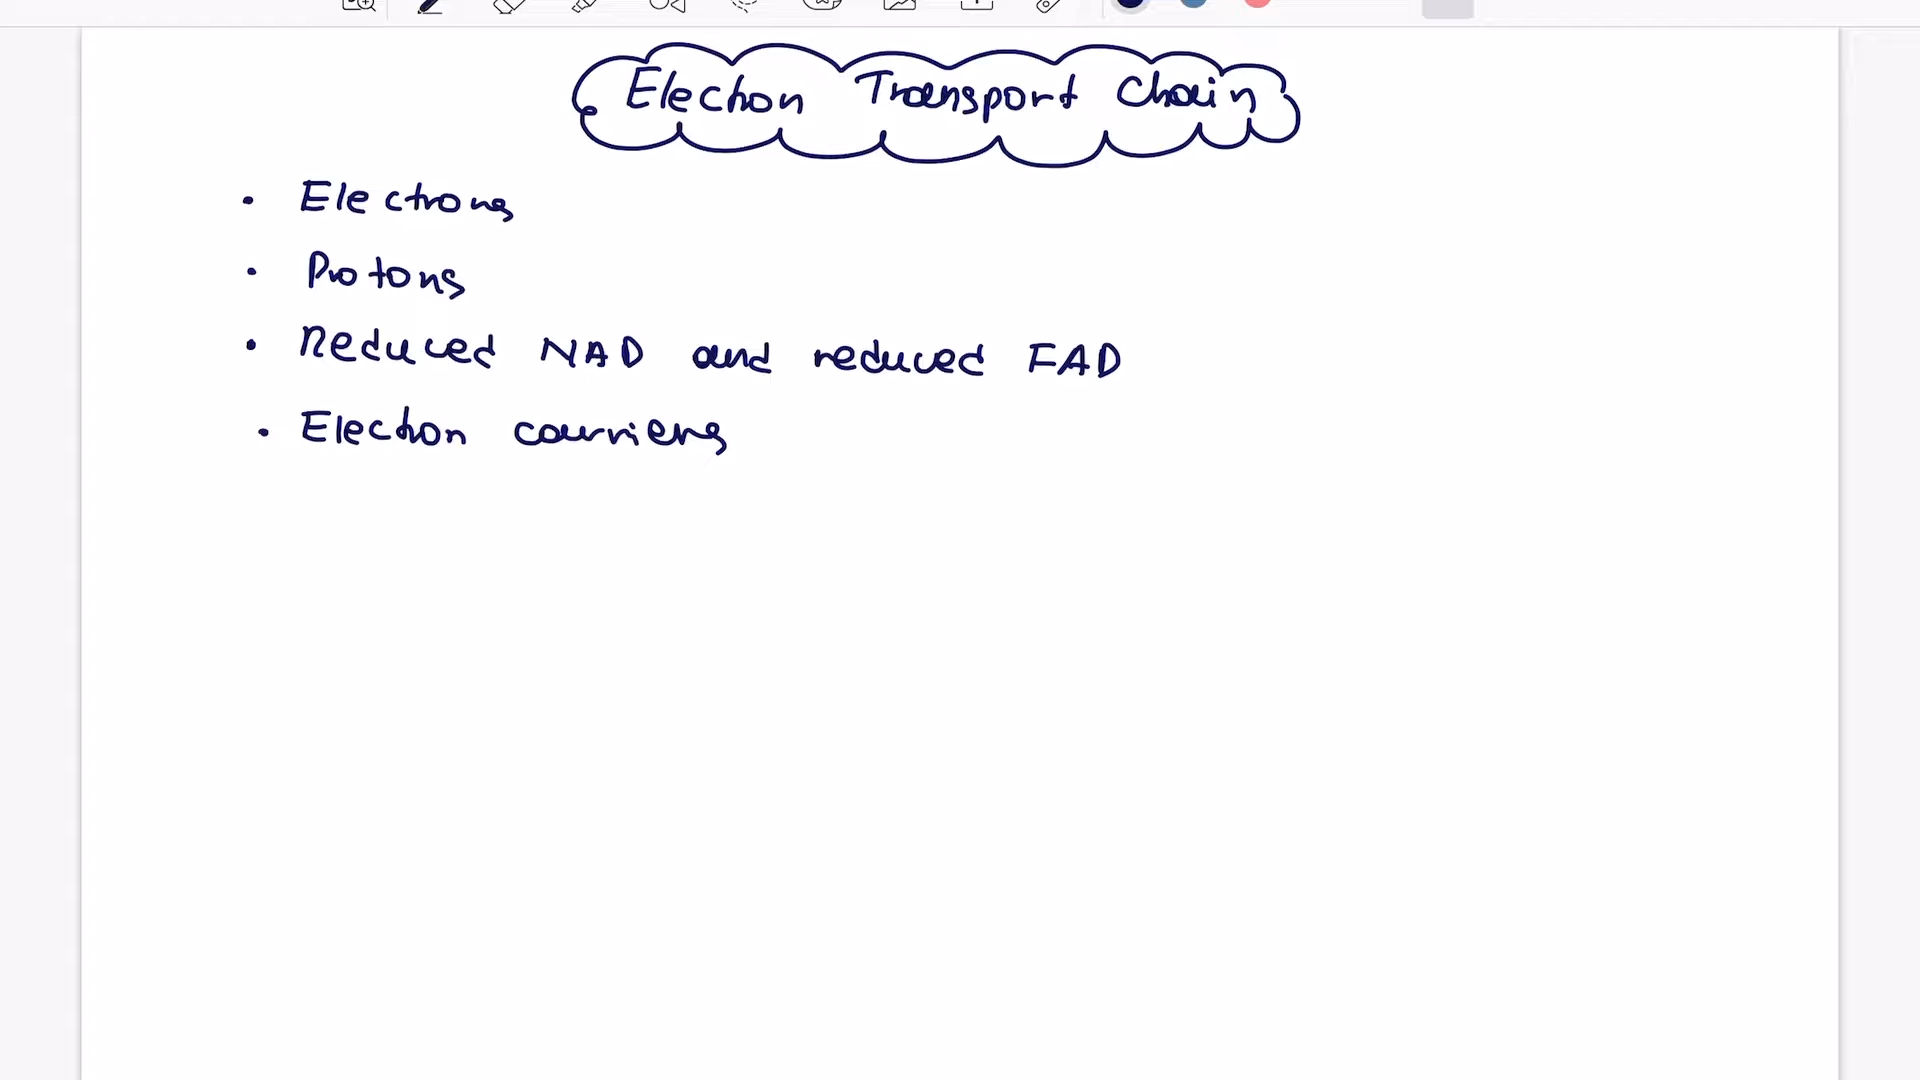 Electron Transport Chain
• Electrons
• Protons
• Reduced NAD and reduced FAD
• Electron carriers